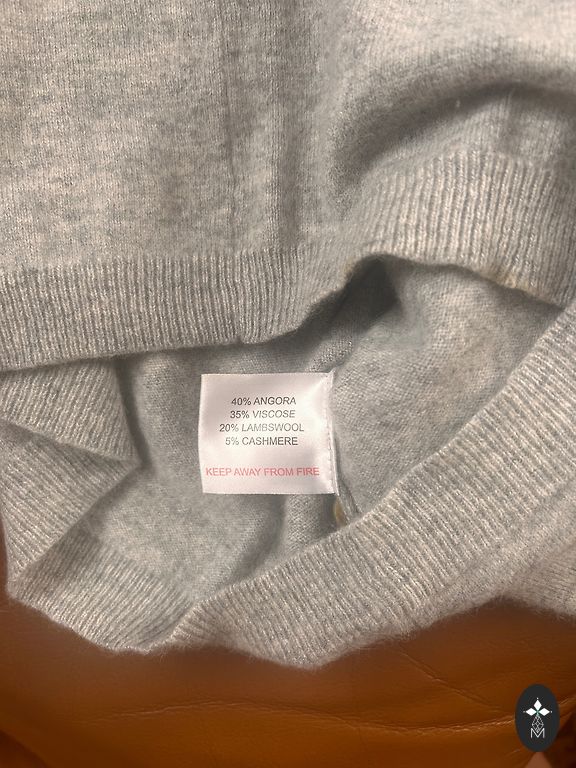 40% ANGORA
35% VISCOSE
20% LAMBSWOOL
5% CASHMERE
KEEP AWAY FROM FIRE
M